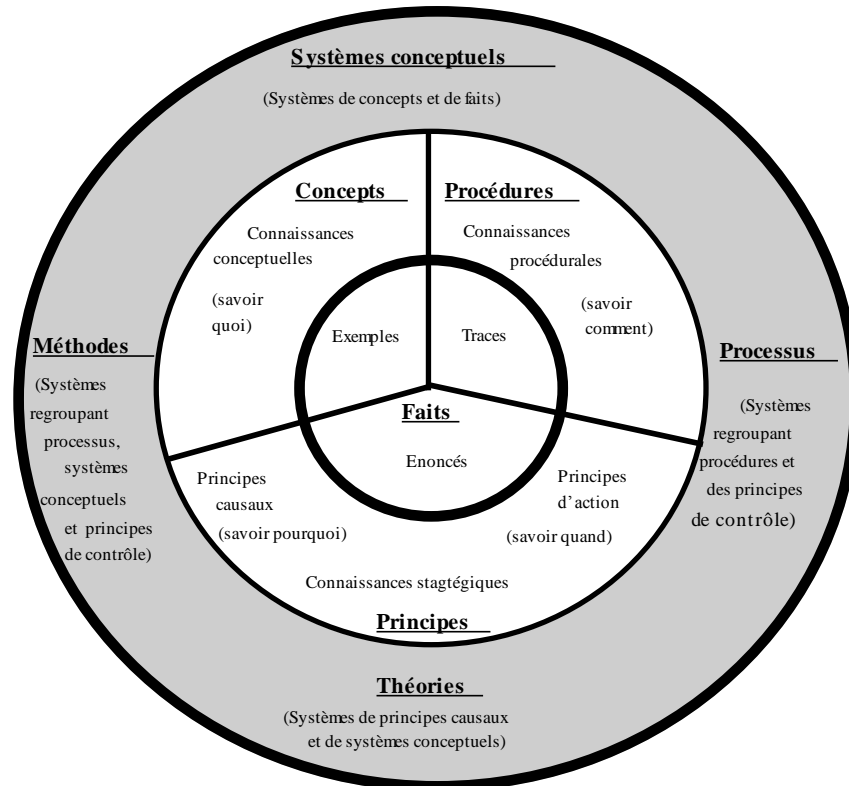 Systèmes conceptuels
(Systèmes de concepts et de faits)
Concepts
Connaissances
conceptuelles
(savoir
quoi)
Procédures
Connaissances
procédurales
(savoir
comment)
Exemples
Traces
Méthodes
(Systèmes
regroupant
processus,
systèmes
conceptuels
et principes
de contrôle)
Processus
(Systèmes
regroupant
procédures et
des principes
de contrôle)
Faits
Enoncés
Principes
causaux
(savoir pourquoi)
Principes
d’action
(savoir quand)
Connaissances stagtégiques
Principes
Théories
(Systèmes de principes causaux
et de systèmes conceptuels)